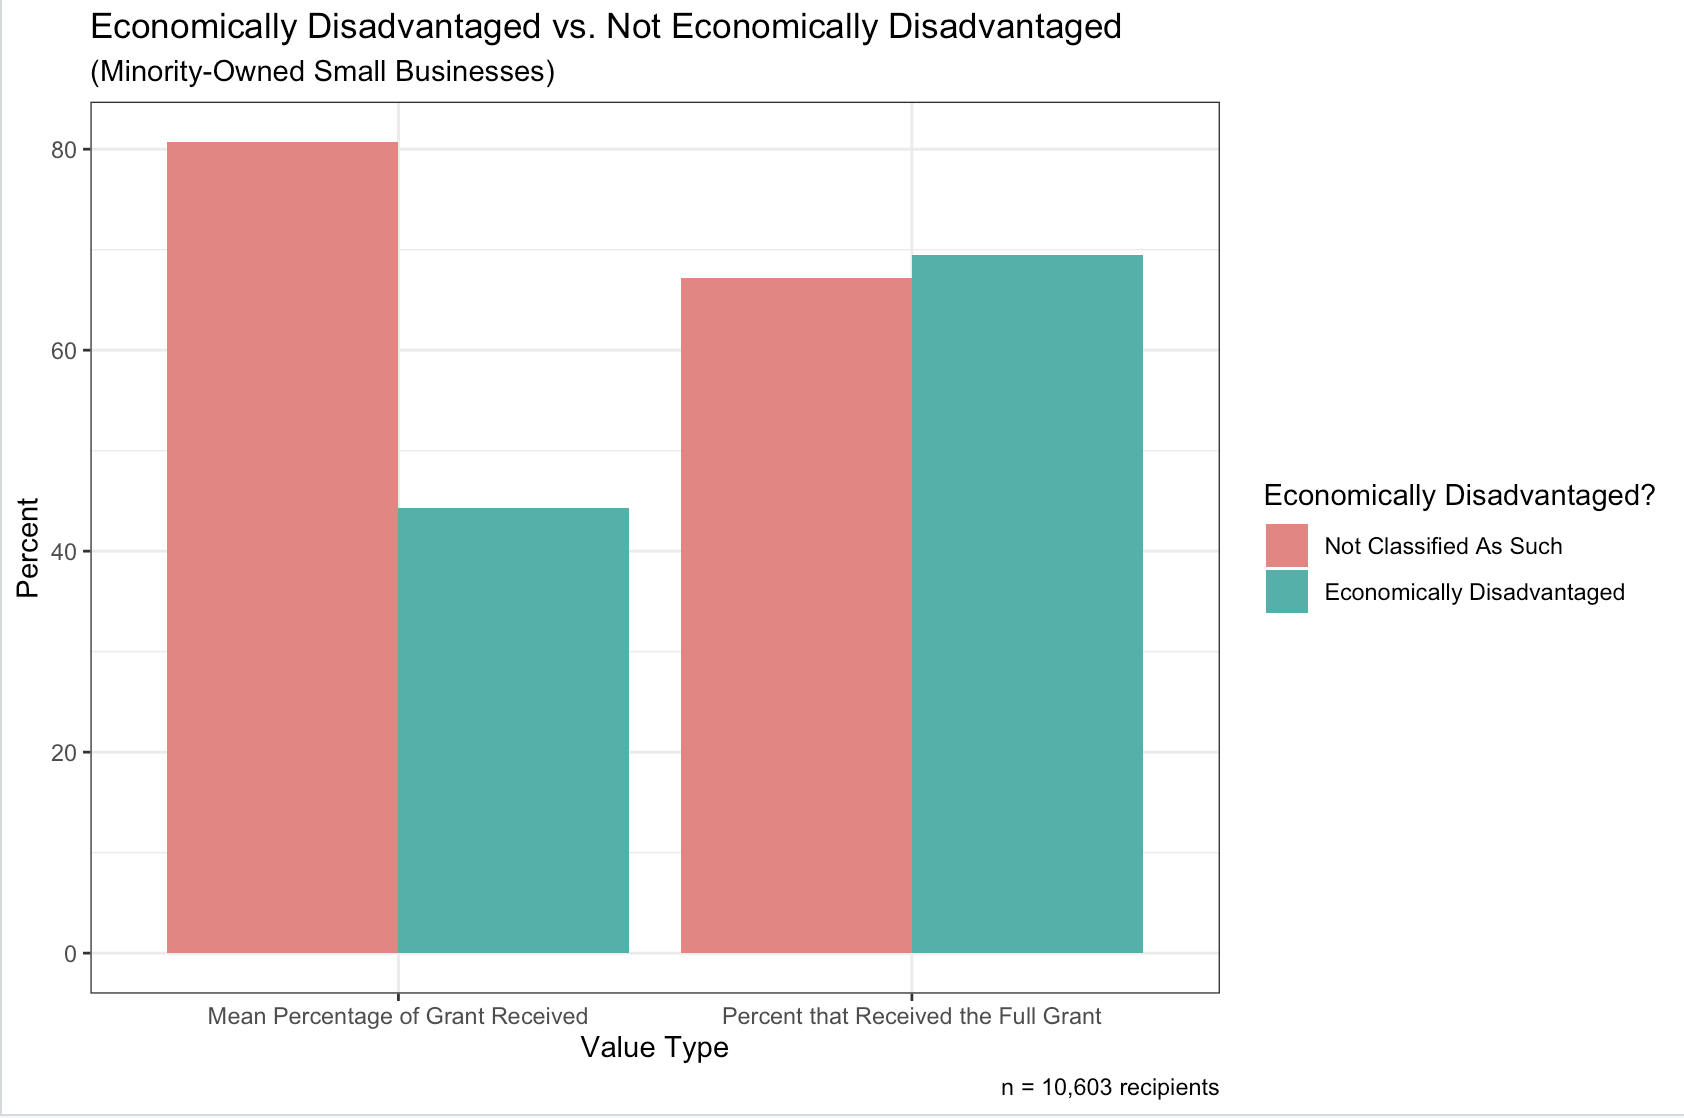 Economically Disadvantaged vs. Not Economically Disadvantaged
(Minority-Owned Small Businesses)
80
60
40
20
0
Percent
Mean Percentage of Grant Received
Percent that Received the Full Grant
Value Type
n = 10,603 recipients
Economically Disadvantaged?
Not Classified As Such
Economically Disadvantaged